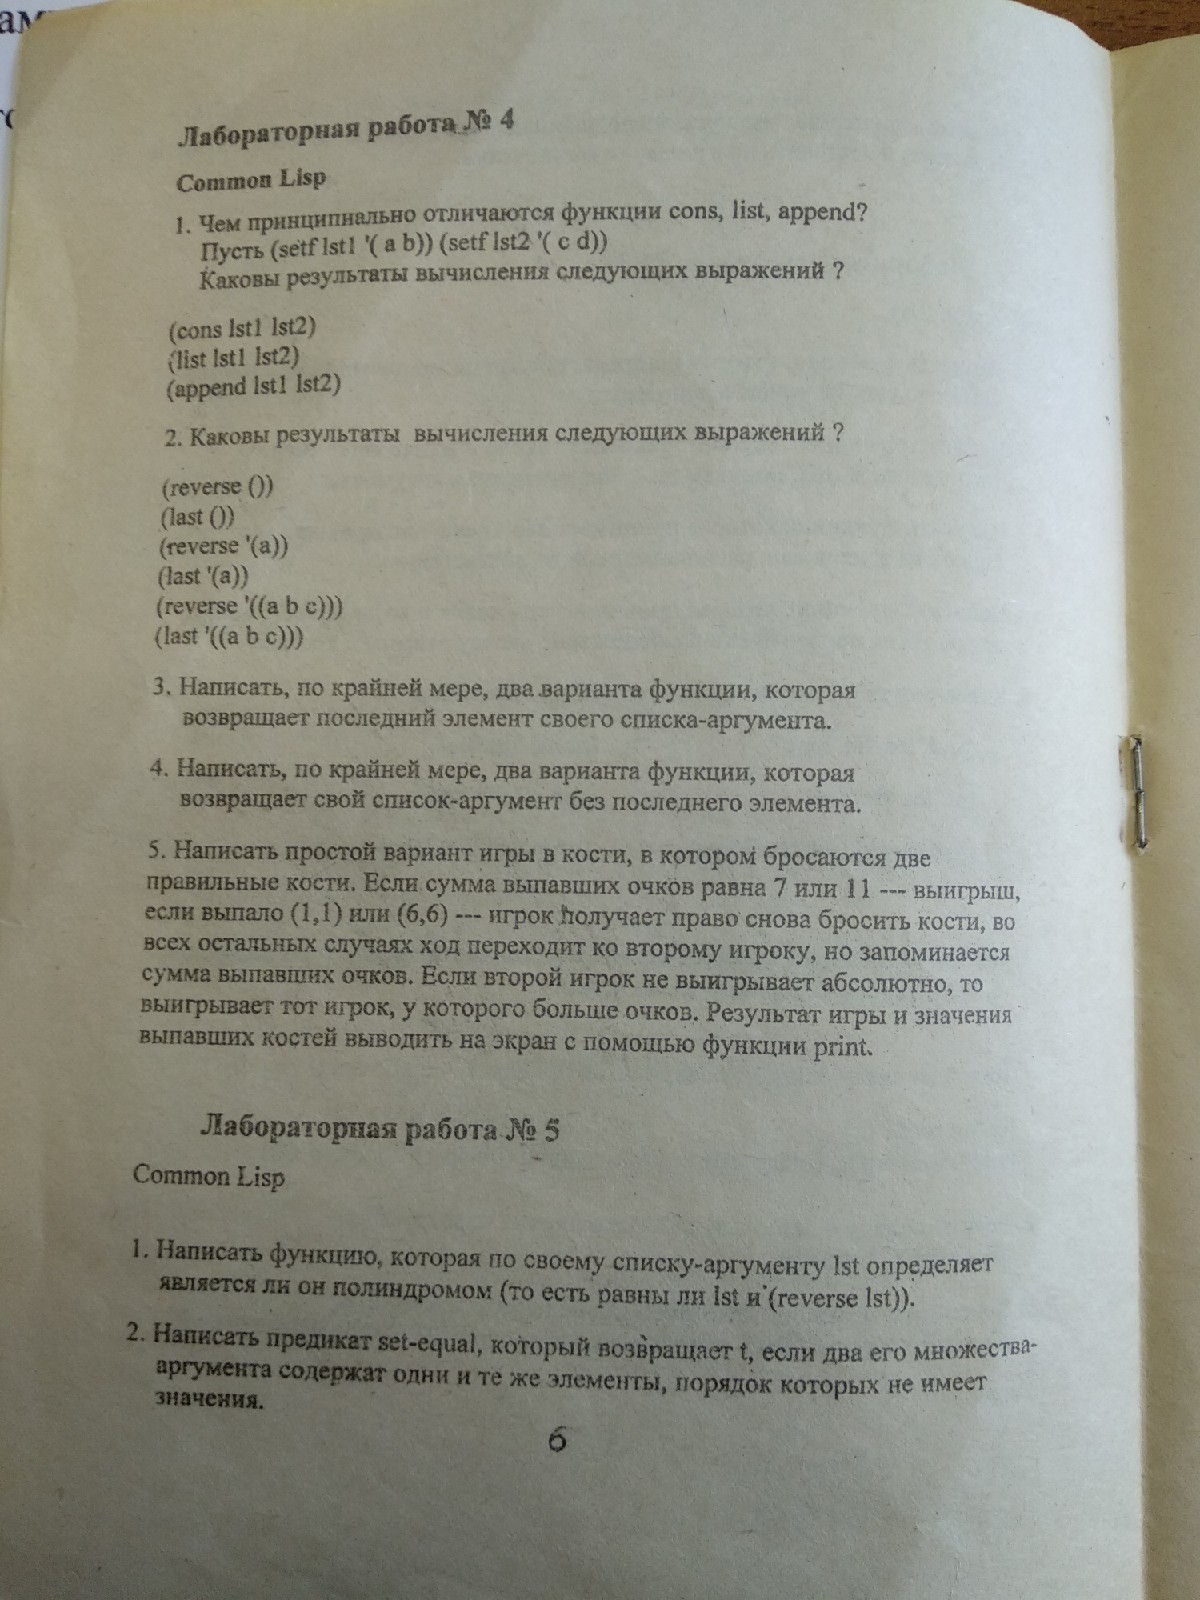 ам
Лабораторная работа № 4
Common Lisp
1. Чем принципиально отличаются функции cons, list, append?
Пусть (setf lst1 '( a b)) (setf lst2 '( c d))
Каковы результаты вычисления следующих выражений ?
(cons lst1 lst2)
(list lst1 lst2)
(append lst1 lst2)
2. Каковы результаты вычисления следующих выражений ?
(reverse ())
(last ())
(reverse '(a))
(last '(a))
(reverse '((a b c)))
(last '((a b c)))
3. Написать, по крайней мере, два варианта функции, которая
возвращает последний элемент своего списка-аргумента.
4. Написать, по крайней мере, два варианта функции, которая
возвращает свой список-аргумент без последнего элемента.
5. Написать простой вариант игры в кости, в котором бросаются две
правильные кости. Если сумма выпавших очков равна 7 или 11 --- выигрыш,
если выпало (1,1) или (6,6) --- игрок получает право снова бросить кости, во
всех остальных случаях ход переходит ко второму игроку, но запоминается
сумма выпавших очков. Если второй игрок не выигрывает абсолютно, то
выигрывает тот игрок, у которого больше очков. Результат игры и значения
выпавших костей выводить на экран с помощью функции print.
Лабораторная работа № 5
Common Lisp
1. Написать функцию, которая по своему списку-аргументу lst определяет
является ли он полиндромом (то есть равны ли lst и (reverse lst)).
2. Написать предикат set-equal, который возвращает t, если два его множества-
аргумента содержат одни и те же элементы, порядок которых не имеет
значения.
6